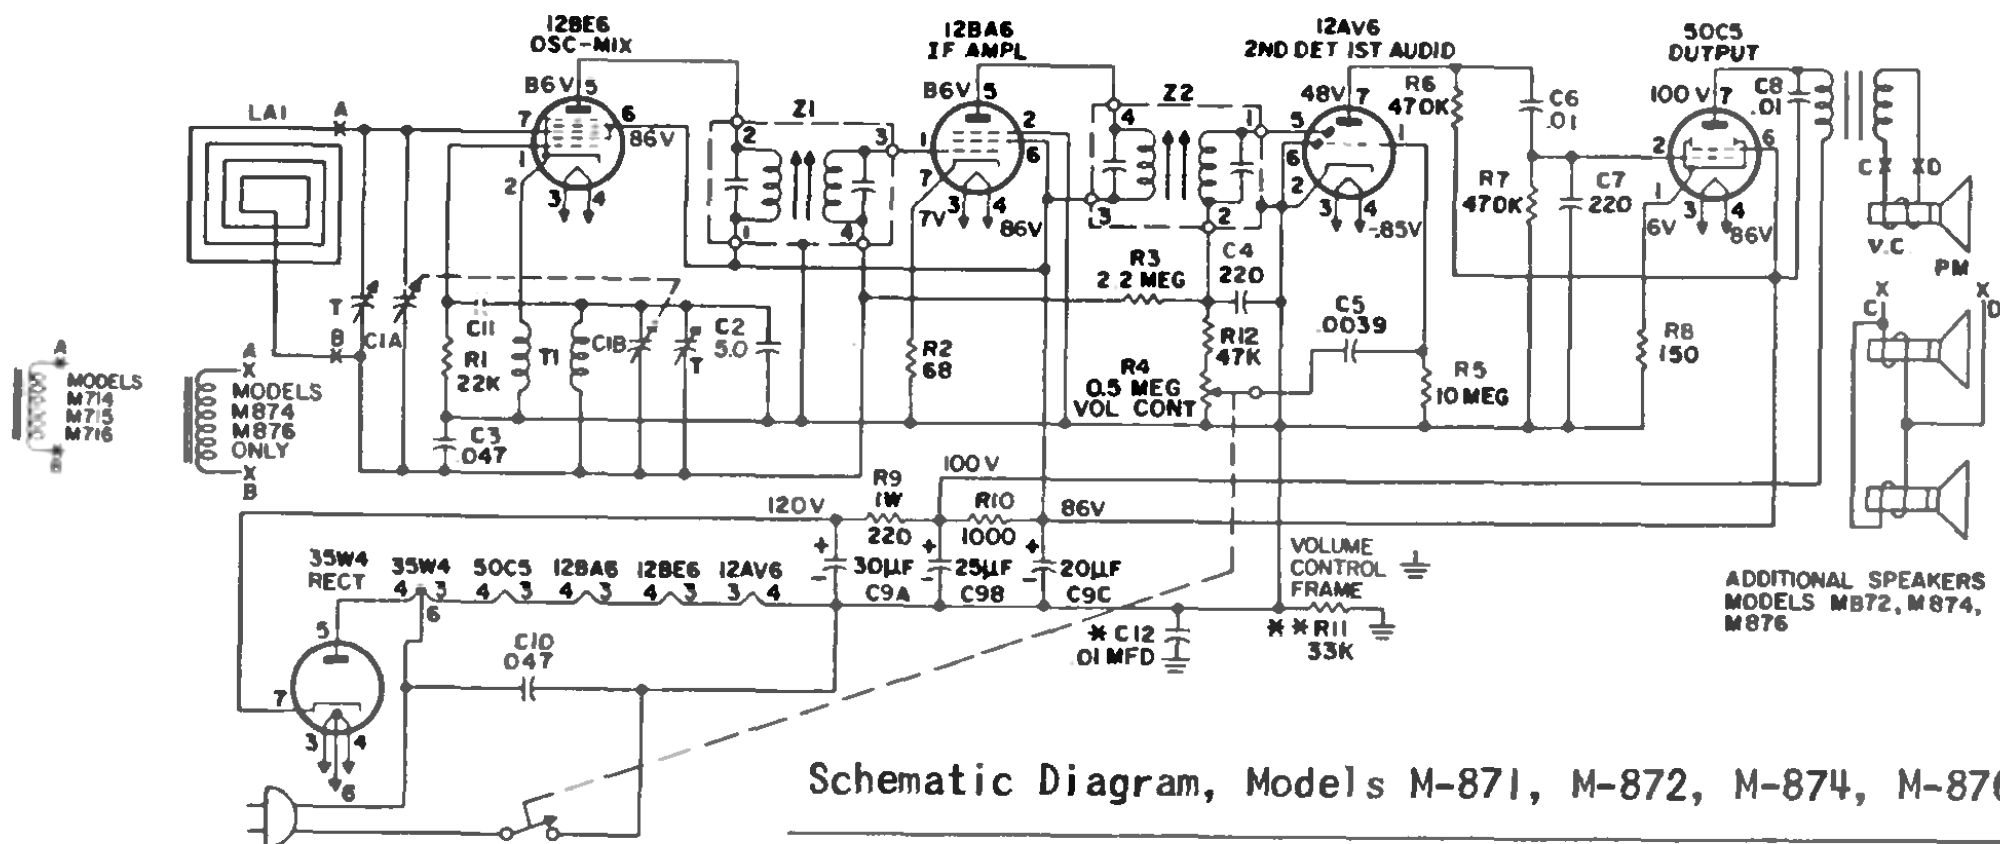 12BE6
OSC-MIX
12BA6
IF AMPL
12AV6
2ND DET IST AUDIO
50C5
OUTPUT
B6V 5
B6V 5
48V 7
R6
470K
C6
.01
100 V 7
C8
.01
LA1
A
7
6
86V
1
2
3 4
Z1
2
3
1
4
1
2
6
7
3 4
7V
86V
Z2
4
1
3
2
5
6
2
1
3
4
-.85V
R7
470K
C7
220
2
6
1
3
4
6V
86V
C
D
V.C
PM
T
B
C1A
C11
R1
22K
T1
C1B
T
C2
5.0
R2
68
R3
2.2 MEG
C4
220
R12
47K
R4
0.5 MEG
VOL CONT
C5
.0039
R5
10 MEG
R8
150
X
C
X
D
A
MODELS
M714
M715
M716
B
A
X
MODELS
M874
M876
ONLY
X
B
C3
.047
120V
R9
1W
220
100 V
R10
1000
86V
+
-
30µF
C9A
+
-
25µF
C9B
+
-
20µF
C9C
VOLUME
CONTROL
FRAME
35W4
RECT
35W4
4 3
6
50C5
4 3
12BA6
4 3
12BE6
4 3
12AV6
3 4
5
7
3
4
6
C10
047
* C12
.01 MFD
* * R11
33K
ADDITIONAL SPEAKERS
MODELS MB72, M874,
M876
Schematic Diagram, Models M-871, M-872, M-874, M-876